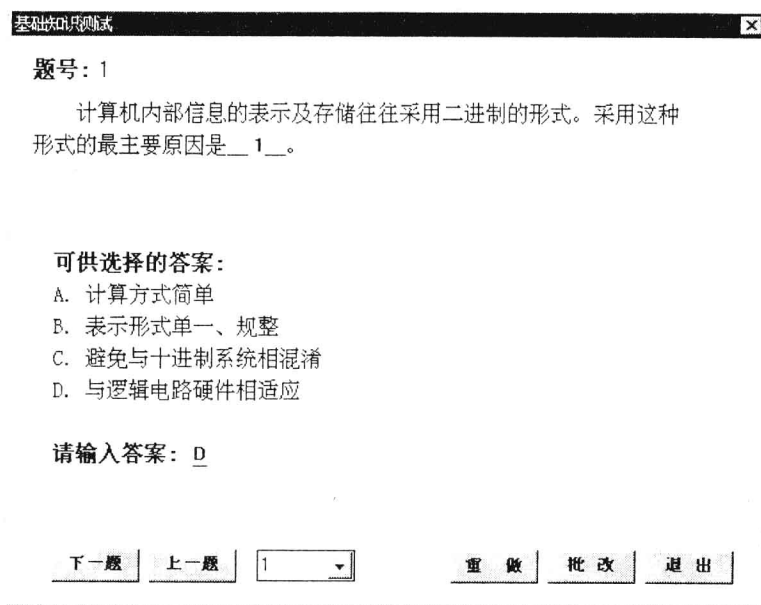 基础知识测试
题号: 1
计算机内部信息的表示及存储往往采用二进制的形式。采用这种
形式的最主要原因是__ 1__。
可供选择的答案:
A. 计算方式简单
B. 表示形式单一、规整
C. 避免与十进制系统相混淆
D. 与逻辑电路硬件相适应
请输入答案: D
下一题 上一题 1 重 做 批 改 退 出